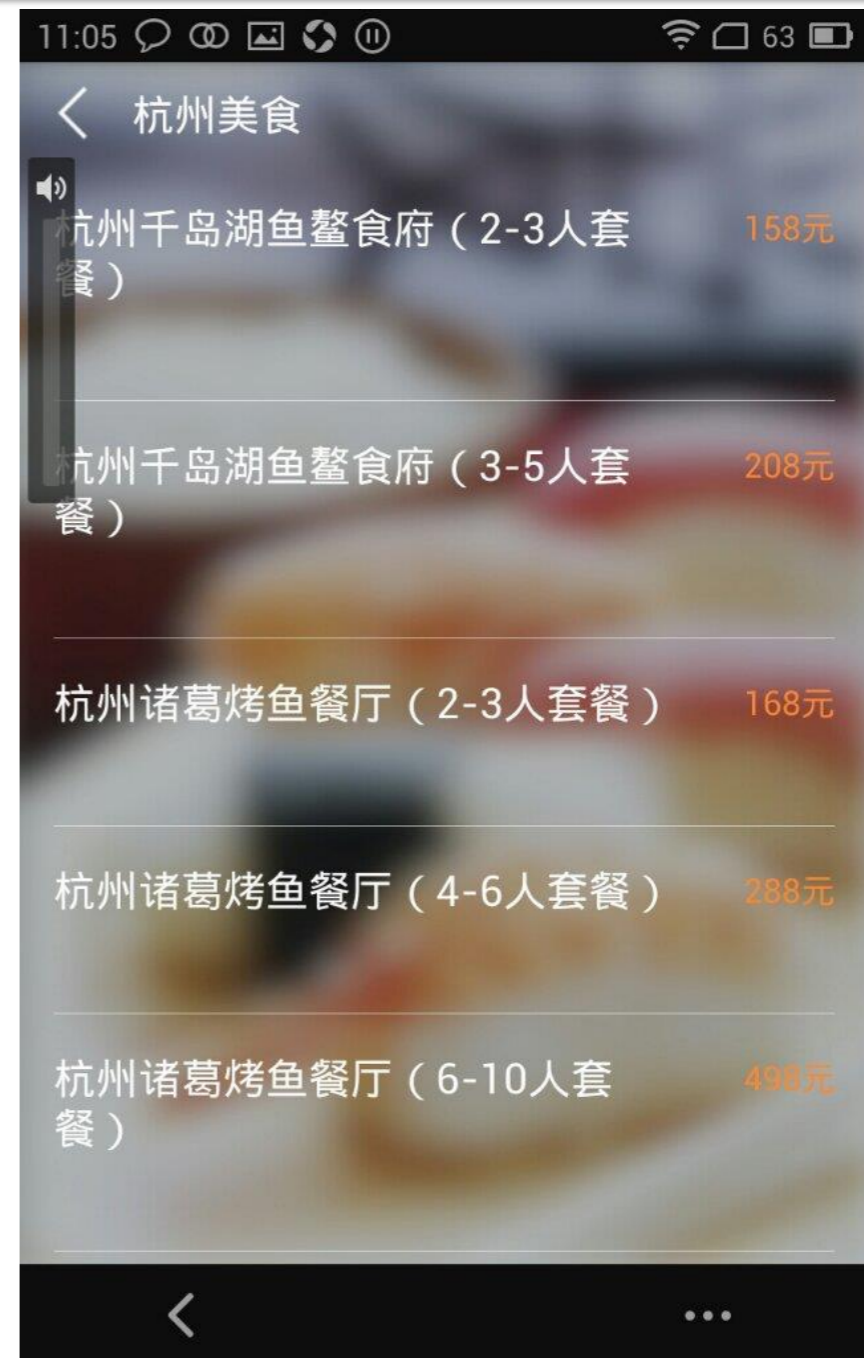 11:05 63
杭州美食
杭州千岛湖鱼鳌食府（2-3人套 158元
餐）
杭州千岛湖鱼鳌食府（3-5人套 208元
餐）
杭州诸葛烤鱼餐厅（2-3人套餐） 168元
杭州诸葛烤鱼餐厅（4-6人套餐） 288元
杭州诸葛烤鱼餐厅（6-10人套 498元
餐）